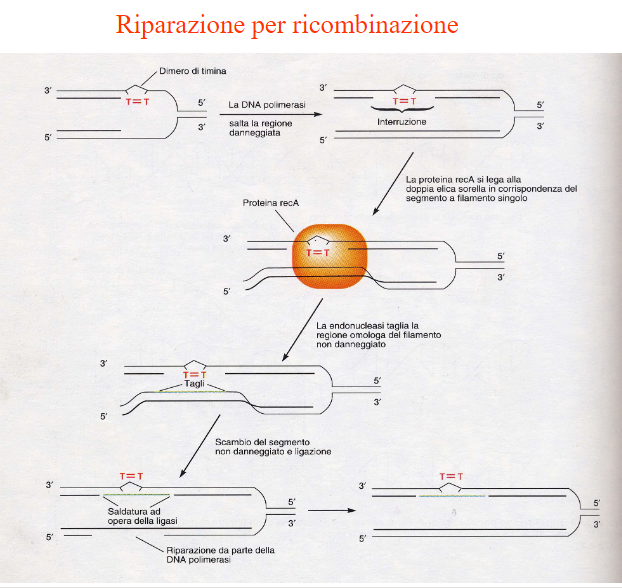 Riparazione per ricombinazione
Dimero di timina
3'
T=T
5'
3'
5'
La DNA polimerasi
salta la regione
danneggiata
3'
T=T
Interruzione
5'
3'
5'
La proteina recA si lega alla
doppia elica sorella in corrispondenza del
segmento a filamento singolo
Proteina recA
3'
T=T
5'
3'
5'
La endonucleasi taglia la
regione omologa del filamento
non danneggiato
3'
T=T
Tagli
5'
3'
5'
Scambio del segmento
non danneggiato e ligazione
T=T
3'
Saldatura ad
opera della ligasi
5'
3'
5'
Riparazione da parte della
DNA polimerasi
T=T
3'
5'
3'
5'